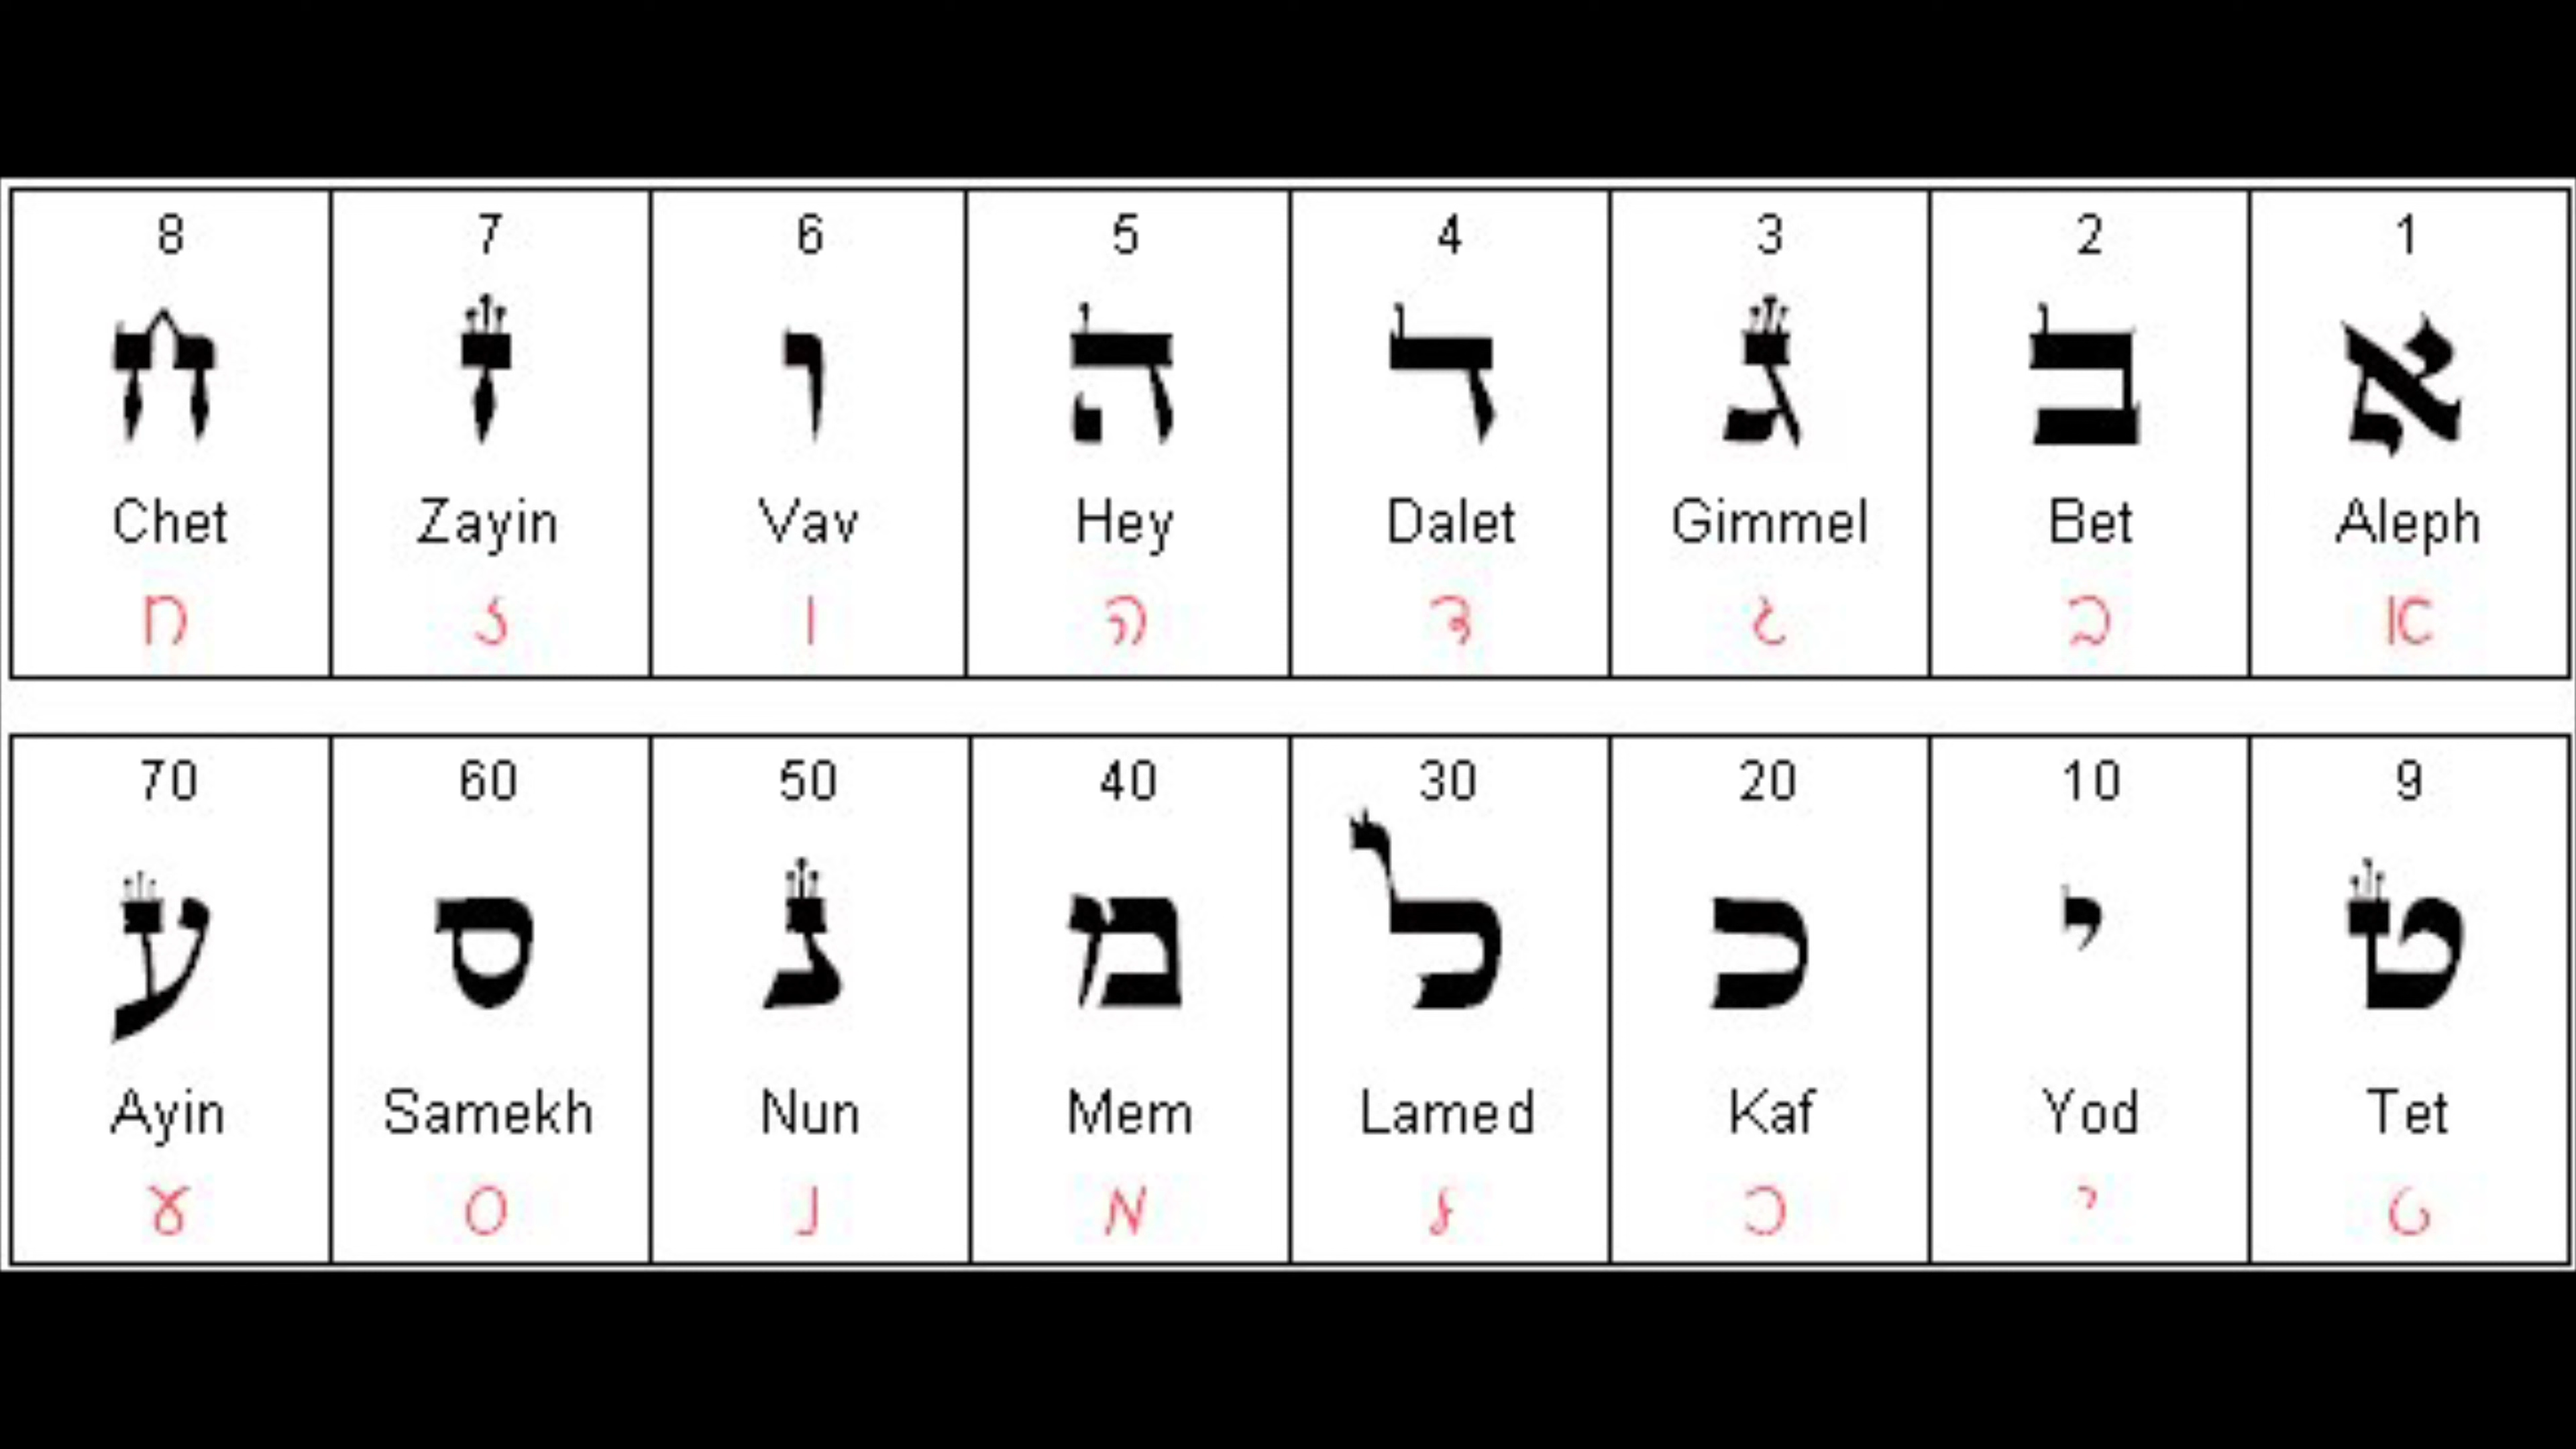 8 7 6 5 4 3 2 1
ח ז ו ה ד ג ב א
Chet Zayin Vav Hey Dalet Gimmel Bet Aleph
ח ז ו ה ד ג ב א
70 60 50 40 30 20 10 9
ע ס נ מ ל כ י ט
Ayin Samekh Nun Mem Lamed Kaf Yod Tet
ע ס נ מ ל כ י ט